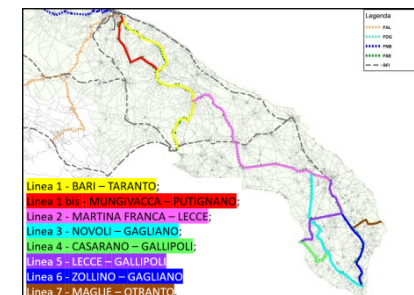 Legenda
FAL
FDG
FNB
FSE
RFI
Linea 1 - BARI – TARANTO;
Linea 1 bis - MUNGIVACCA – PUTIGNANO;
Linea 2 - MARTINA FRANCA – LECCE;
Linea 3 - NOVOLI – GAGLIANO;
Linea 4 - CASARANO – GALLIPOLI;
Linea 5 - LECCE – GALLIPOLI
Linea 6 - ZOLLINO – GAGLIANO
Linea 7 – MAGLIE – OTRANTO.